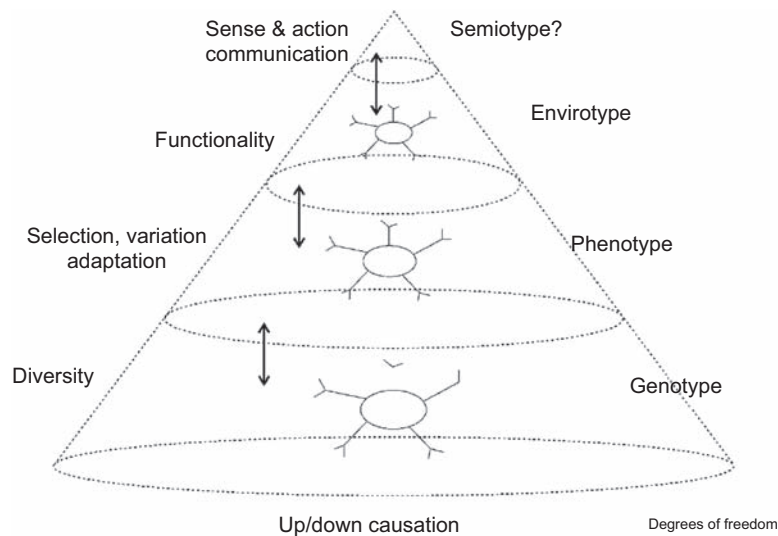 Sense & action
communication
Semiotype?
Envirotype
Functionality
Selection, variation
adaptation
Phenotype
Diversity
Genotype
Up/down causation
Degrees of freedom